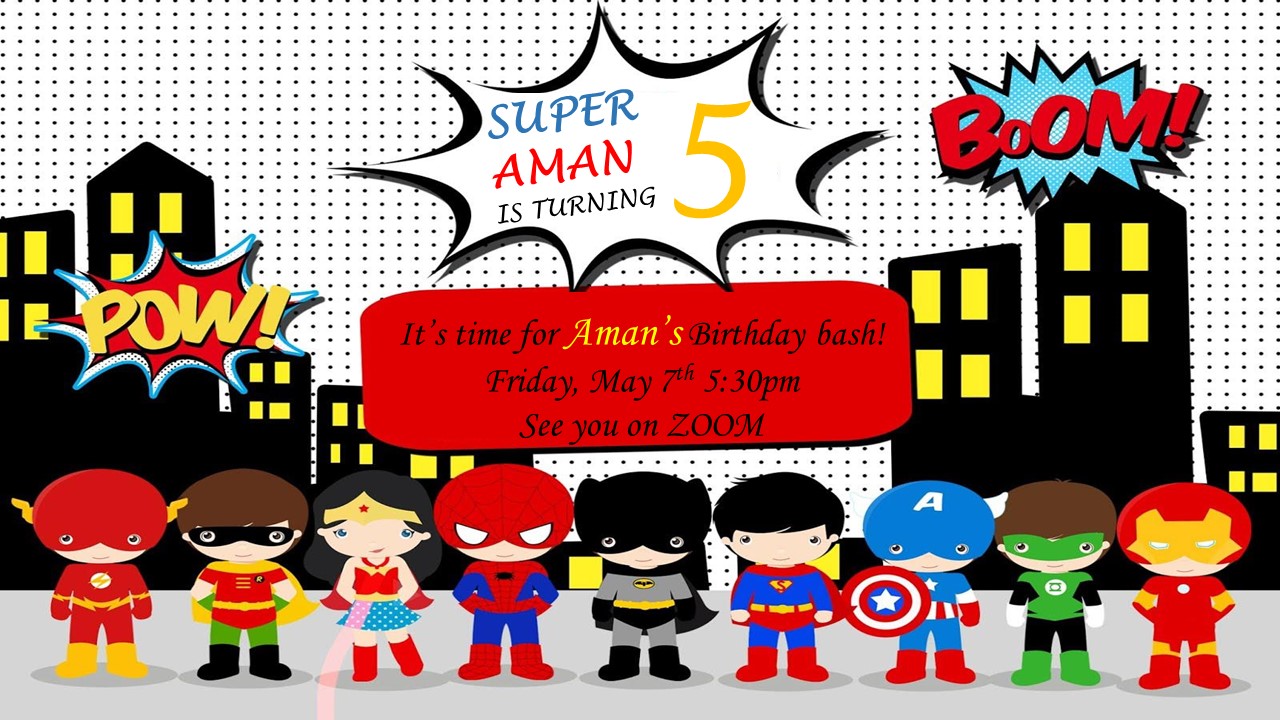 SUPER
AMAN
IS TURNING
5
BOOM!
POW!
It's time for Aman's Birthday bash!
Friday, May 7th 5:30pm
See you on ZOOM
R
S
A